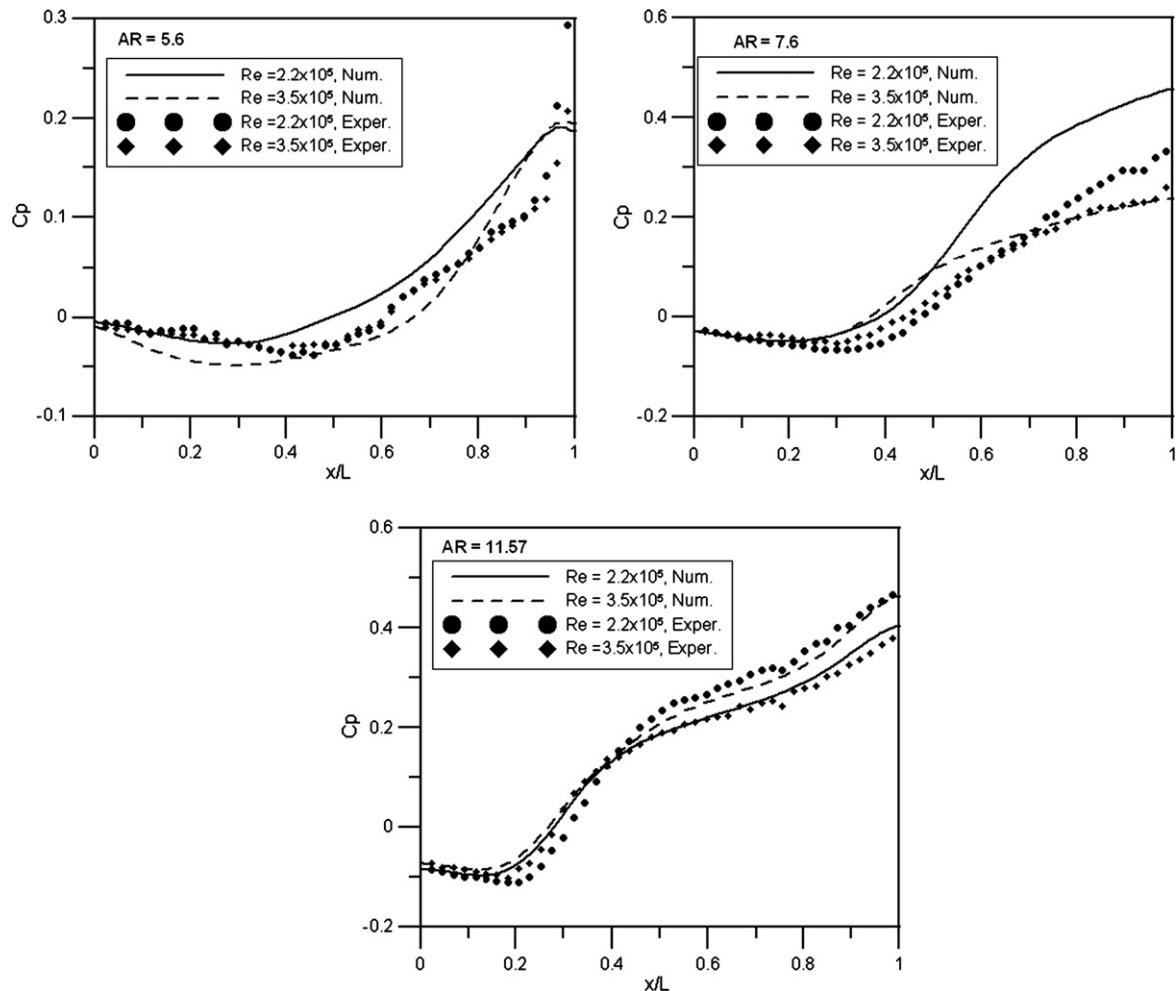 AR = 5.6
Re =2.2x10⁵, Num.
Re =3.5x10⁵, Num.
Re =2.2x10⁵, Exper.
Re =3.5x10⁵, Exper.
0.3
0.2
0.1
0
-0.1
Cp
0
0.2
0.4
0.6
0.8
1
x/L
AR = 7.6
Re = 2.2x10⁵, Num.
Re = 3.5x10⁵, Num.
Re = 2.2x10⁵, Exper.
Re = 3.5x10⁵, Exper.
0.6
0.4
0.2
0
-0.2
Cp
0
0.2
0.4
0.6
0.8
1
x/L
AR = 11.57
Re = 2.2x10⁵, Num.
Re = 3.5x10⁵, Num.
Re = 2.2x10⁵, Exper.
Re =3.5x10⁵, Exper.
0.6
0.4
0.2
0
-0.2
Cp
0
0.2
0.4
0.6
0.8
1
x/L